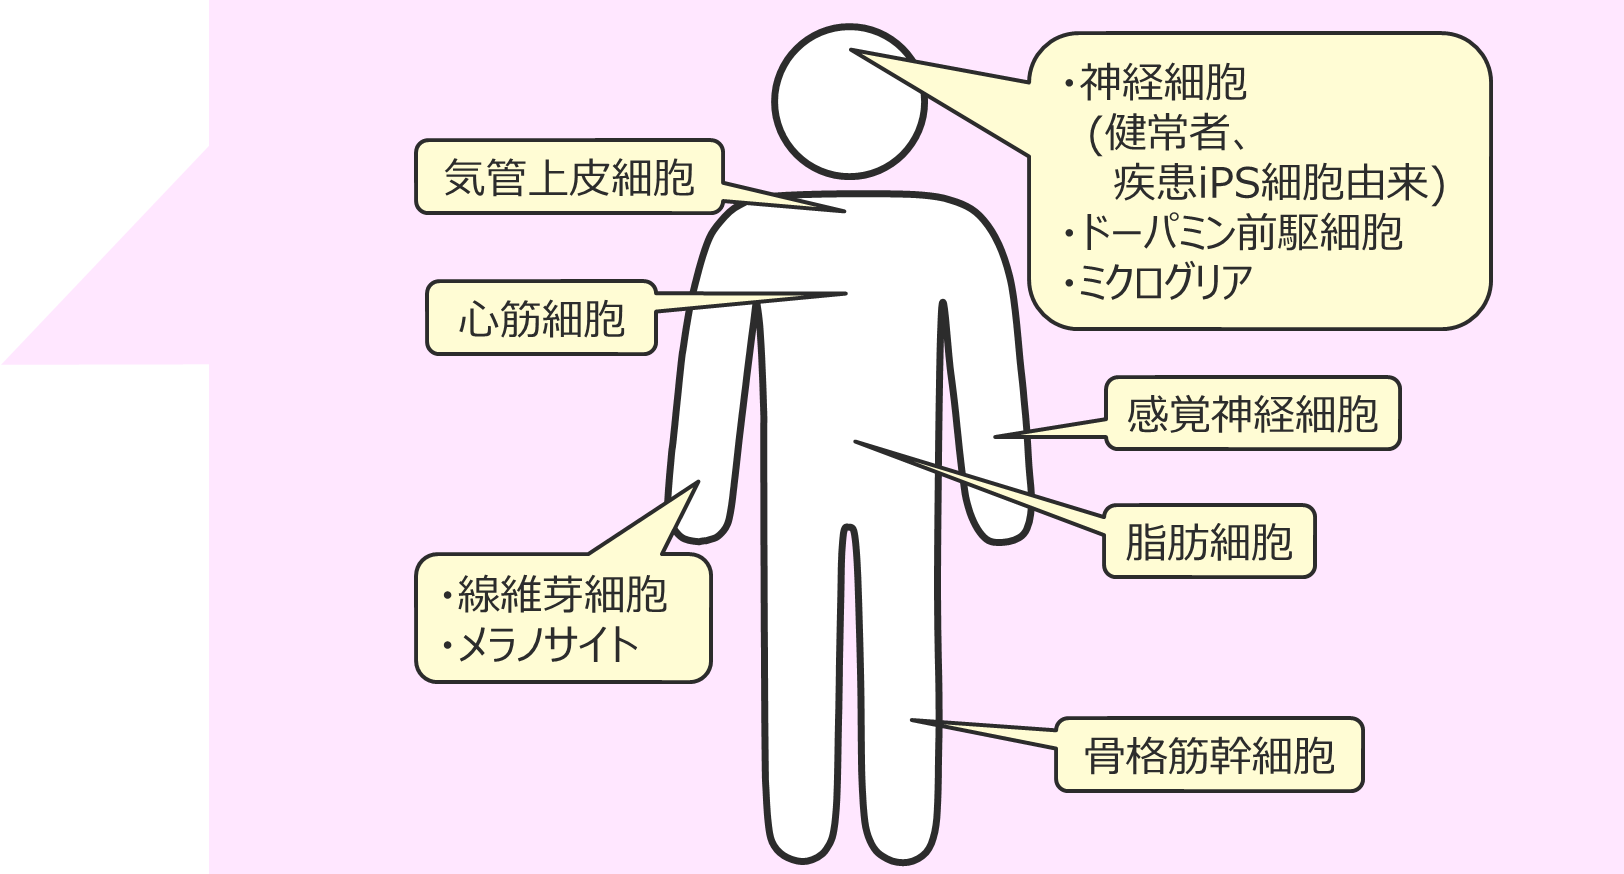 ・神経細胞
(健常者、
疾患iPS細胞由来)
・ドーパミン前駆細胞
・ミクログリア
気管上皮細胞
心筋細胞
感覚神経細胞
脂肪細胞
・線維芽細胞
・メラノサイト
骨格筋幹細胞